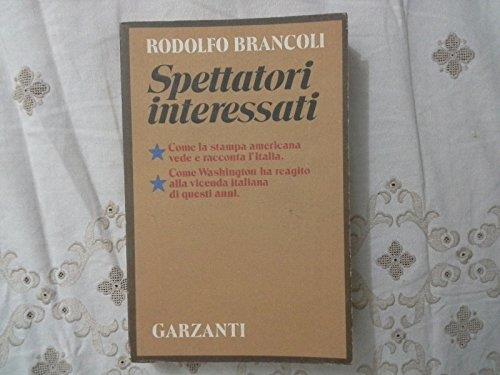 RODOLFO BRANCOLI
Spettatori
interessati
Come la stampa americana
vede e racconta l'Italia.
Come Washington ha reagito
alla vicenda italiana
di questi anni.
GARZANTI